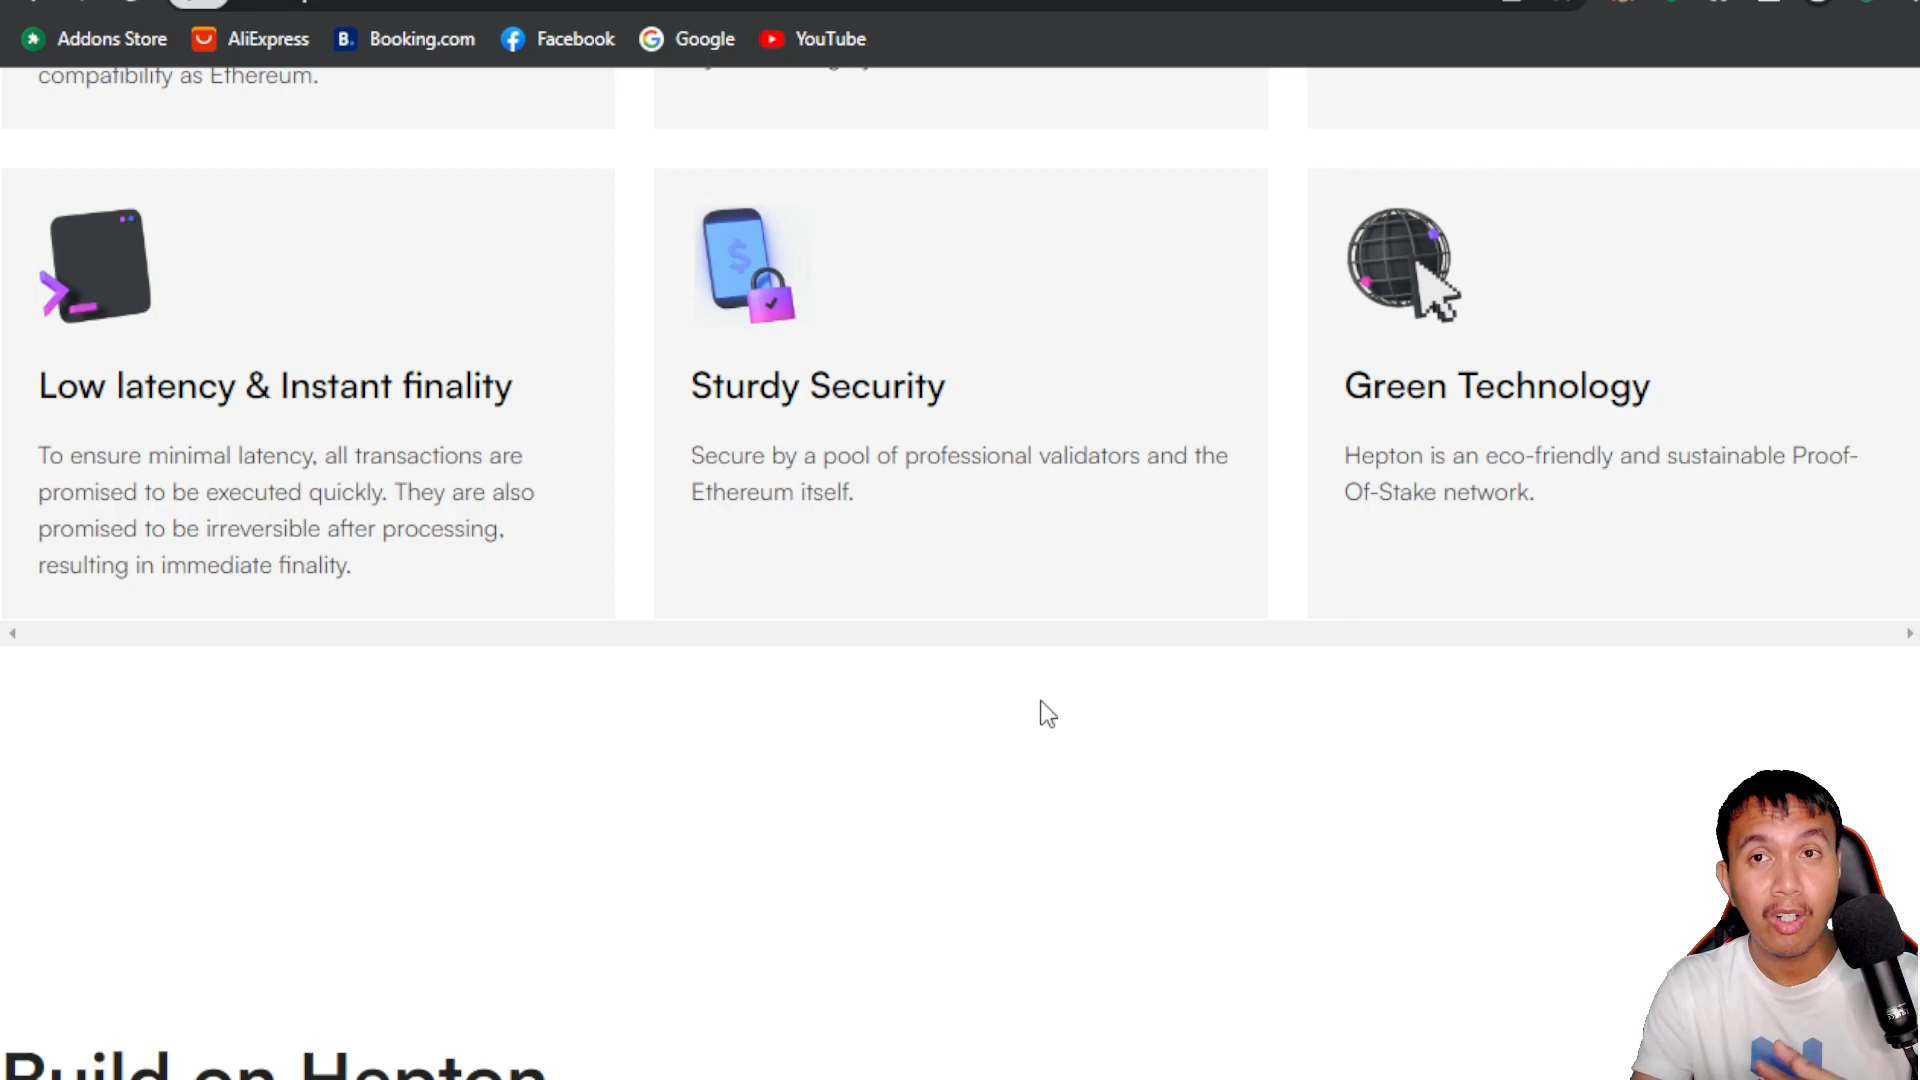 Addons Store AliExpress B. Booking.com Facebook Google YouTube
compatibility as Ethereum.
Low latency & Instant finality
To ensure minimal latency, all transactions are
promised to be executed quickly. They are also
promised to be irreversible after processing,
resulting in immediate finality.
$
Sturdy Security
Secure by a pool of professional validators and the
Ethereum itself.
Green Technology
Hepton is an eco-friendly and sustainable Proof-
Of-Stake network.
Build on Hepton